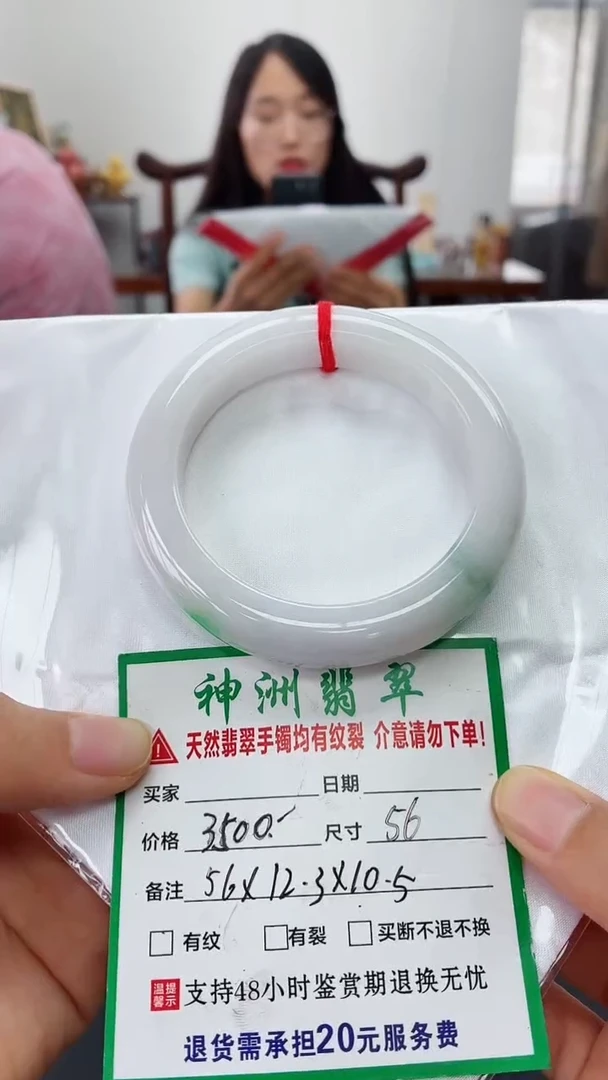 神洲翡翠
天然翡翠手镯均有纹裂 介意请勿下单!
买家 日期
价格 3500.- 尺寸 56
备注 56X12.3X10.5
有纹 有裂 买断不退不换
温馨提示 支持48小时鉴赏期退换无忧
退货需承担20元服务费